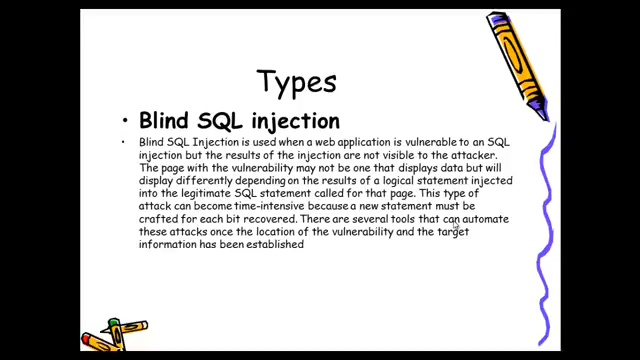 Types
• Blind SQL injection
• Blind SQL Injection is used when a web application is vulnerable to an SQL
injection but the results of the injection are not visible to the attacker.
The page with the vulnerability may not be one that displays data but will
display differently depending on the results of a logical statement injected
into the legitimate SQL statement called for that page. This type of
attack can become time-intensive because a new statement must be
crafted for each bit recovered. There are several tools that can automate
these attacks once the location of the vulnerability and the target
information has been established